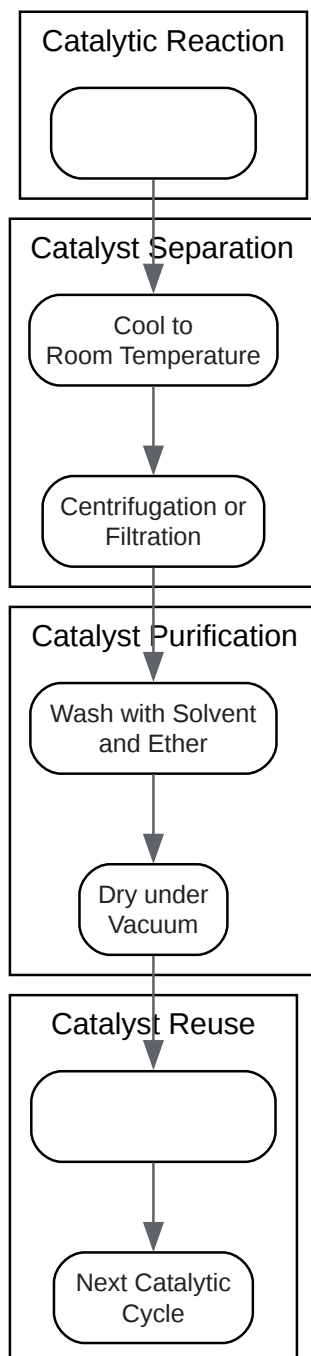 Catalytic Reaction
Catalyst Separation
Cool to
Room Temperature
Centrifugation or
Filtration
Catalyst Purification
Wash with Solvent
and Ether
Dry under
Vacuum
Catalyst Reuse
Next Catalytic
Cycle